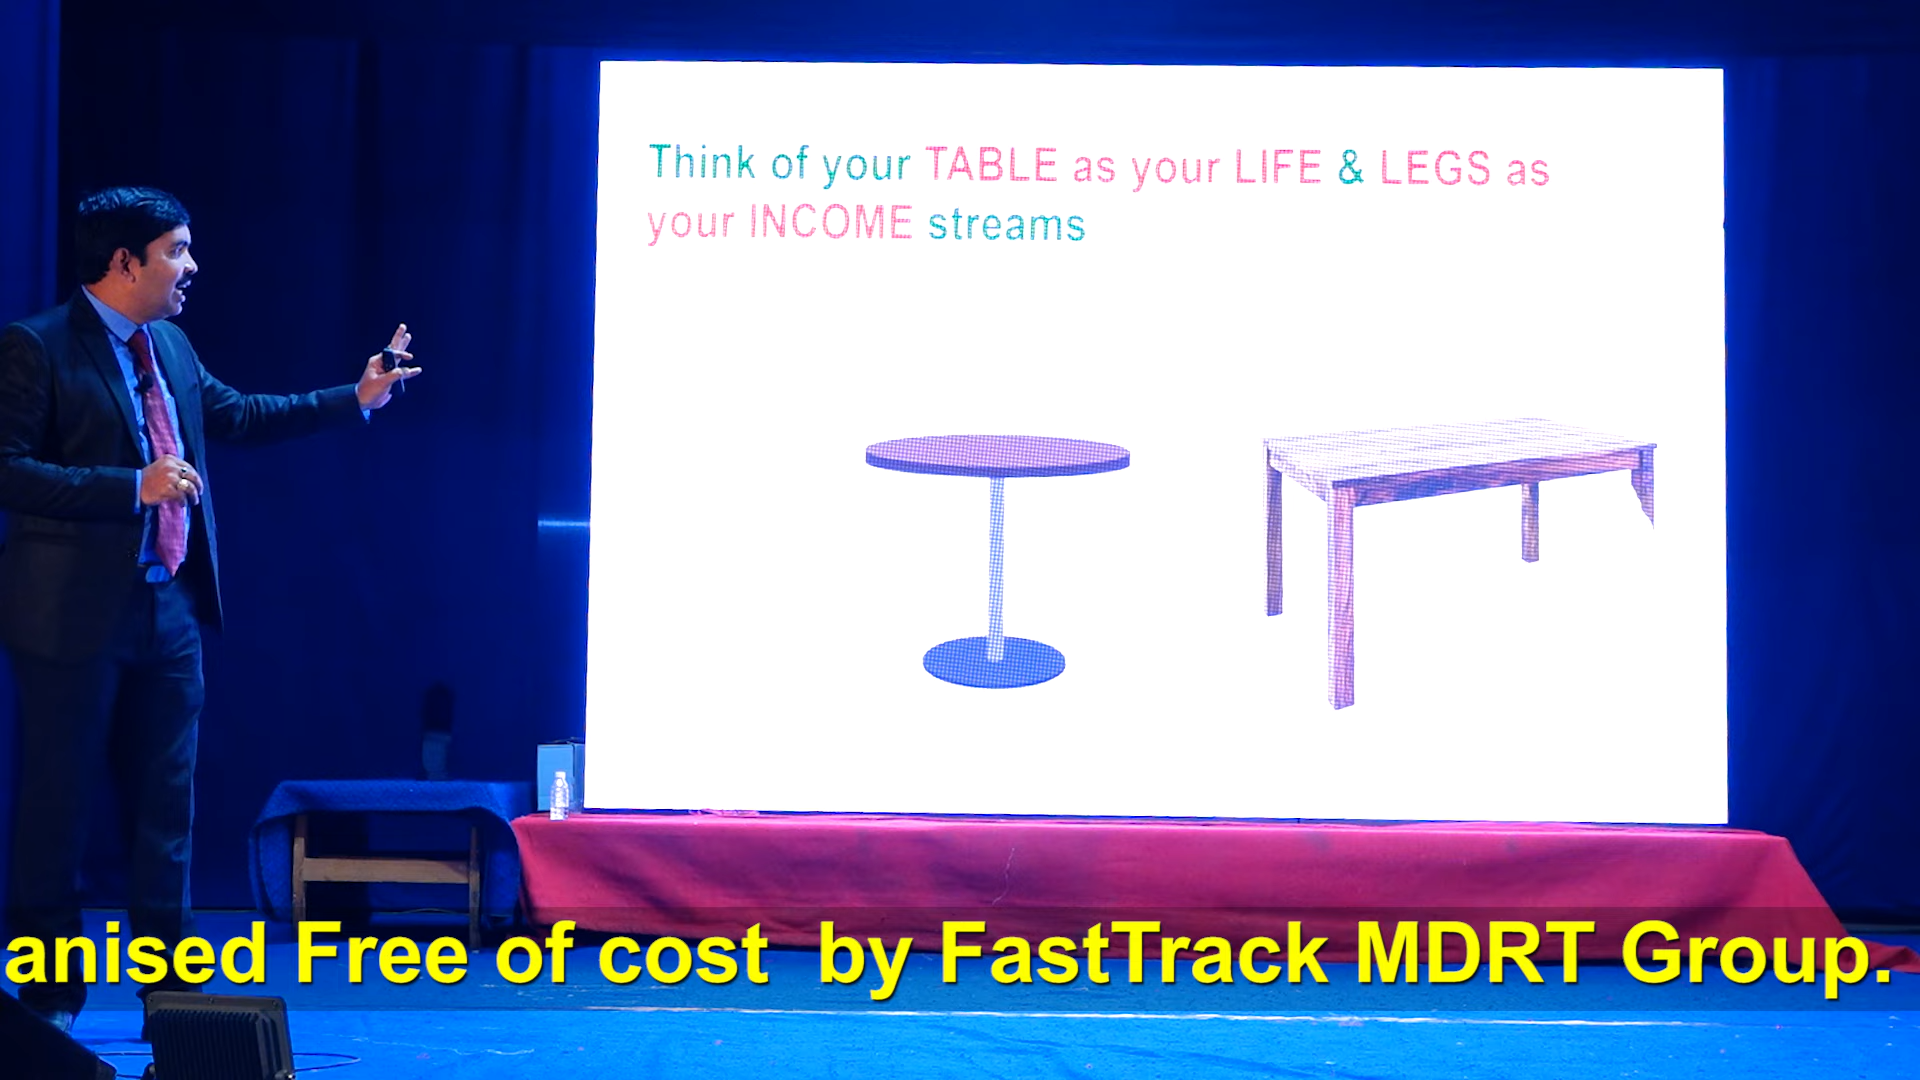 Think of your TABLE as your LIFE & LEGS as
your INCOME streams
anised Free of cost by FastTrack MDRT Group.